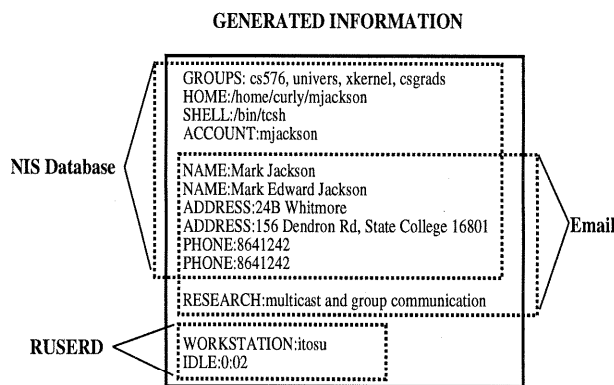 GENERATED INFORMATION
GROUPS: cs576, univers, xkernel, csgrads
HOME:/home/curly/mjackson
SHELL:/bin/tcsh
ACCOUNT:mjackson
NIS Database
NAME:Mark Jackson
NAME:Mark Edward Jackson
ADDRESS:24B Whitmore
ADDRESS:156 Dendron Rd, State College 16801
PHONE:8641242
PHONE:8641242
Email
RESEARCH:multicast and group communication
RUSERD
WORKSTATION:itosu
IDLE:0:02